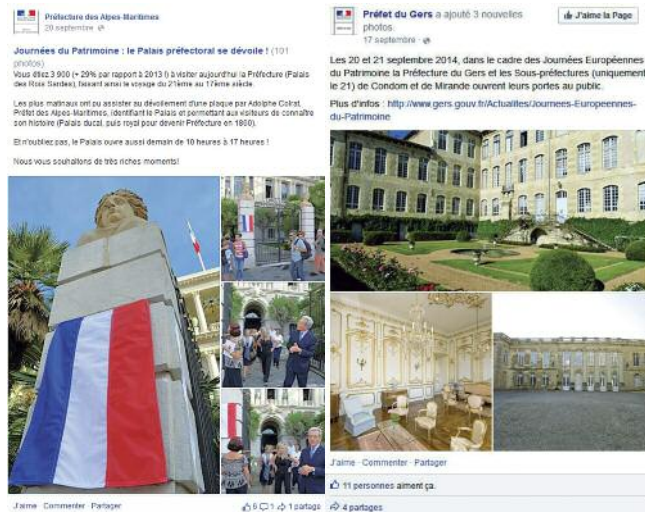 Préfecture des Alpes-Maritimes
20 septembre
Journées du Patrimoine : le Palais préfectoral se dévoile ! (101
photos)
Vous étiez 3 900 (+ 29% par rapport à 2013 !) à visiter aujourd'hui la Préfecture (Palais
des Rois Sardes), faisant ainsi le voyage du 21ème au 17ème siècle.
Les plus matinaux ont pu assister au dévoilement d'une plaque par Adolphe Colrat,
Préfet des Alpes-Maritimes, identifiant le Palais et permettant aux visiteurs de connaître
son histoire (Palais ducal, puis royal pour devenir Préfecture en 1860).
Et n'oubliez pas, le Palais ouvre aussi demain de 10 heures à 17 heures !
Nous vous souhaitons de très riches moments!
J'aime · Commenter · Partager
6 1 1 partage
Préfet du Gers a ajouté 3 nouvelles
photos.
17 septembre
J'aime la Page
Les 20 et 21 septembre 2014, dans le cadre des Journées Européennes
du Patrimoine la Préfecture du Gers et les Sous-préfectures (uniquement
le 21) de Condom et de Mirande ouvrent leurs portes au public.
Plus d'infos : http://www.gers.gouv.fr/Actualites/Journees-Europeennes-
du-Patrimoine
J'aime · Commenter · Partager
11 personnes aiment ça.
4 partages